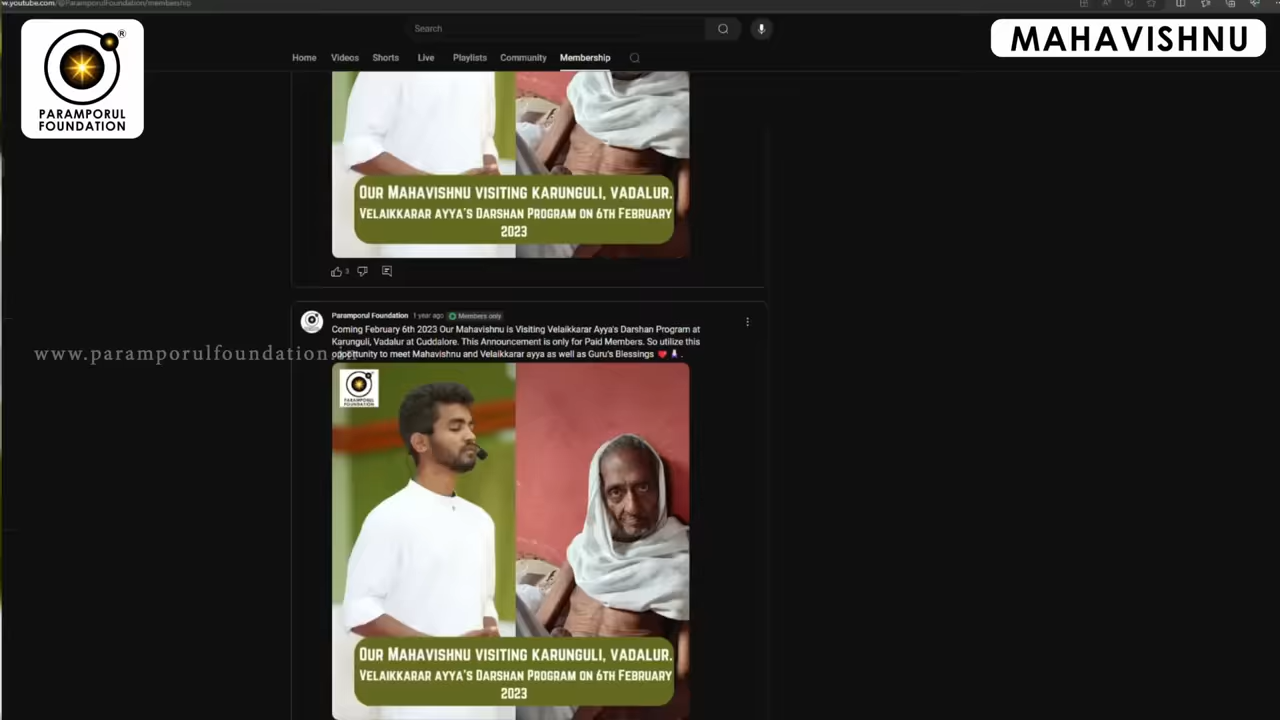 w.youtube.com/@ParamporulFoundation/membership
Search
MAHAVISHNU
®
PARAMPORUL
FOUNDATION
Home Videos Shorts Live Playlists Community Membership
OUR MAHAVISHNU VISITING KARUNGULI, VADALUR.
VELAIKKARAR AYYA'S DARSHAN PROGRAM ON 6TH FEBRUARY
2023
3
Paramporul Foundation 1 year ago Members only
Coming February 6th 2023 Our Mahavishnu is Visiting Velaikkarar Ayya's Darshan Program at
Karunguli, Vadalur at Cuddalore. This Announcement is only for Paid Members. So utilize this
opportunity to meet Mahavishnu and Velaikkarar ayya as well as Guru's Blessings ❤️ .
www.paramporulfoundation.in
PARAMPORUL
FOUNDATION
OUR MAHAVISHNU VISITING KARUNGULI, VADALUR.
VELAIKKARAR AYYA'S DARSHAN PROGRAM ON 6TH FEBRUARY
2023